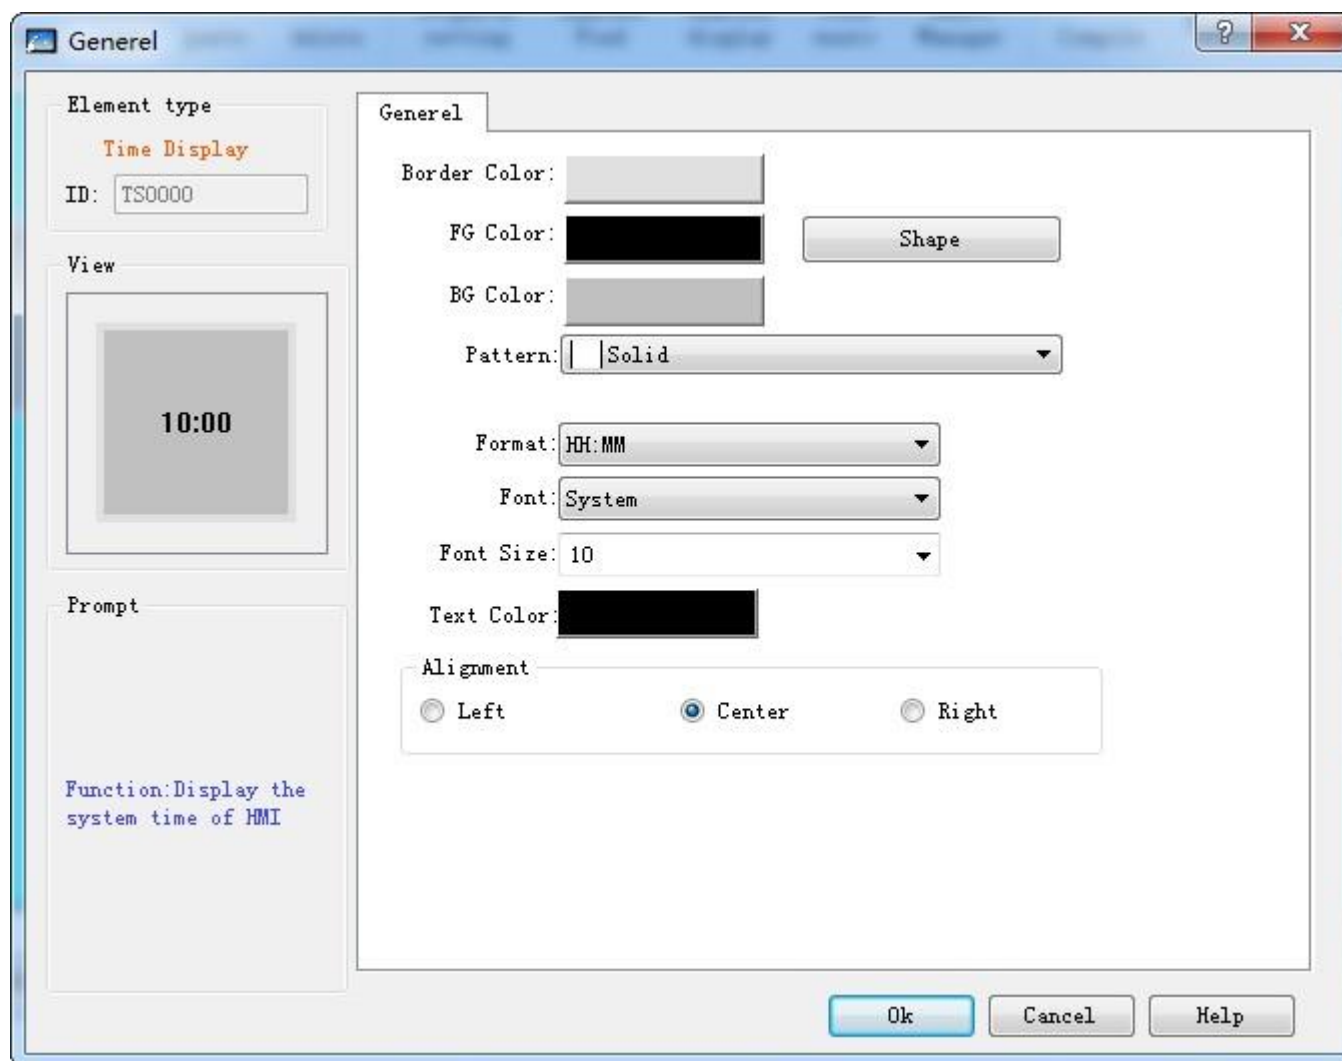 Generel
Element type
Time Display
ID: TS0000
View
10:00
Prompt
Function:Display the
system time of HMI
Generel
Border Color:
FG Color:
Shape
BG Color:
Pattern: Solid
Format: HH:MM
Font: System
Font Size: 10
Text Color:
Alignment
Left Center Right
Ok Cancel Help